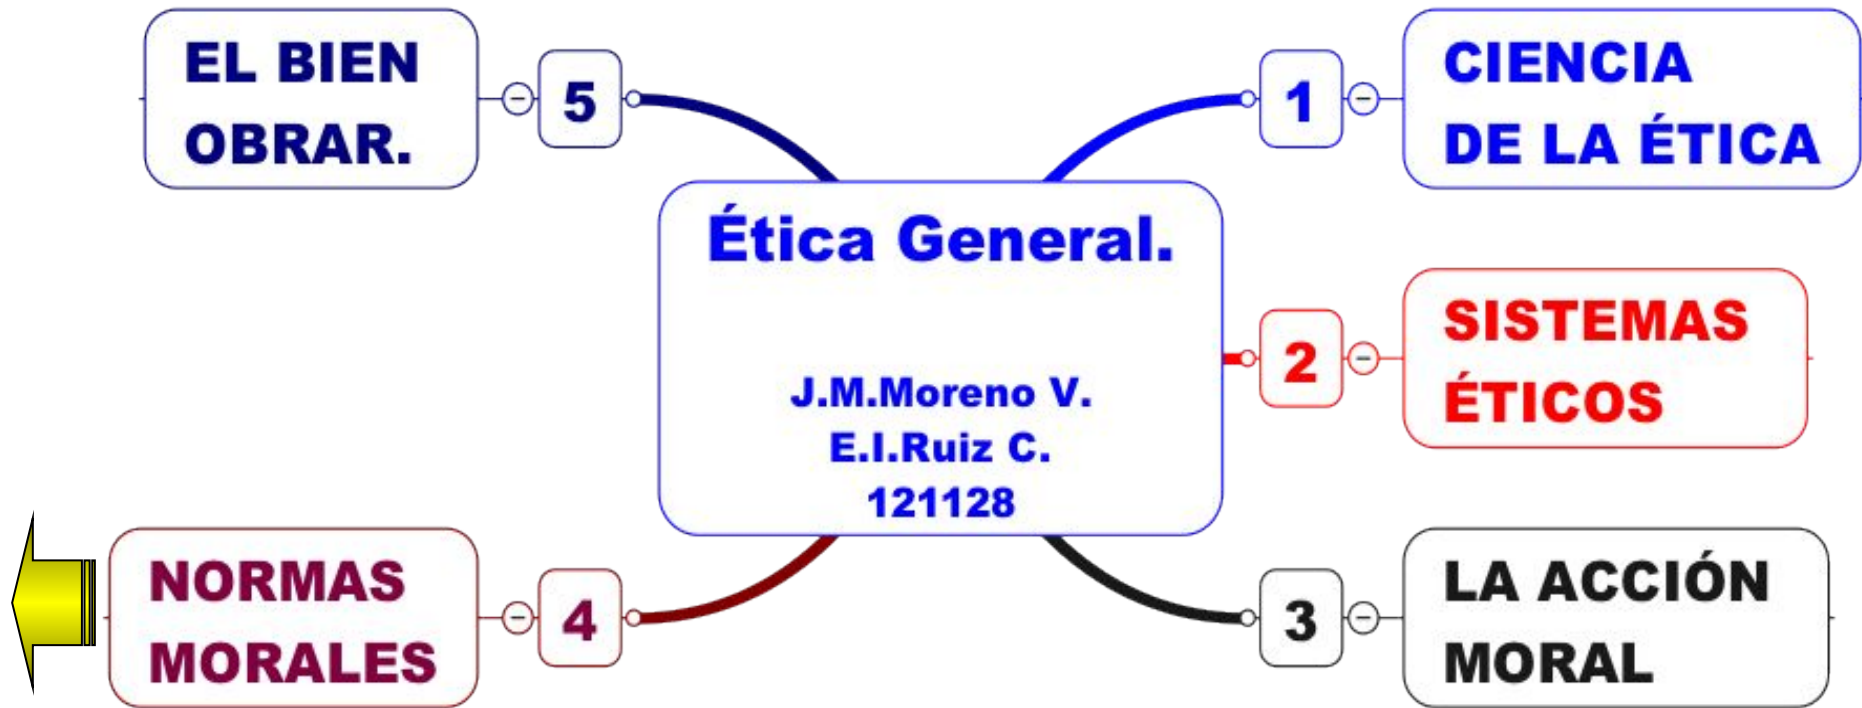 Ética General.
J.M.Moreno V.
E.I.Ruiz C.
121128
1
CIENCIA
DE LA ÉTICA
2
SISTEMAS
ÉTICOS
3
LA ACCIÓN
MORAL
4
NORMAS
MORALES
5
EL BIEN
OBRAR.